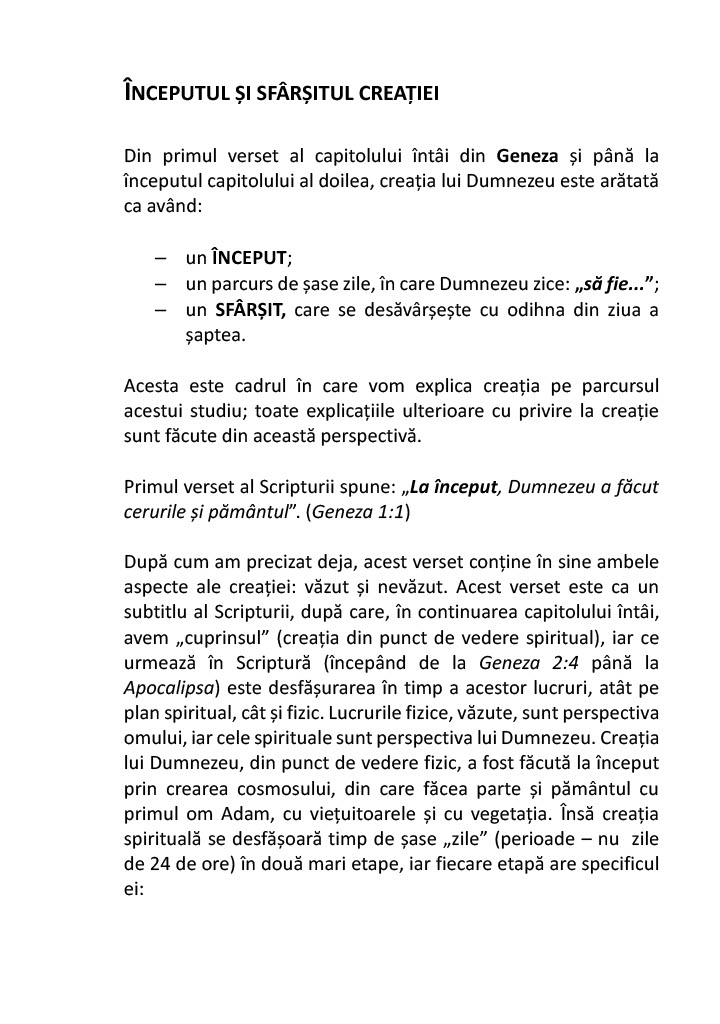 ÎNCEPUTUL ȘI SFÂRȘITUL CREAȚIEI
Din primul verset al capitolului întâi din Geneza și până la
începutul capitolului al doilea, creația lui Dumnezeu este arătată
ca având:
– un ÎNCEPUT;
– un parcurs de șase zile, în care Dumnezeu zice: „să fie...”;
– un SFÂRȘIT, care se desăvârșește cu odihna din ziua a
șaptea.
Acesta este cadrul în care vom explica creația pe parcursul
acestui studiu; toate explicațiile ulterioare cu privire la creație
sunt făcute din această perspectivă.
Primul verset al Scripturii spune: „La început, Dumnezeu a făcut
cerurile și pământul”. (Geneza 1:1)
După cum am precizat deja, acest verset conține în sine ambele
aspecte ale creației: văzut și nevăzut. Acest verset este ca un
subtitlu al Scripturii, după care, în continuarea capitolului întâi,
avem „cuprinsul” (creația din punct de vedere spiritual), iar ce
urmează în Scriptură (începând de la Geneza 2:4 până la
Apocalipsa) este desfășurarea în timp a acestor lucruri, atât pe
plan spiritual, cât și fizic. Lucrurile fizice, văzute, sunt perspectiva
omului, iar cele spirituale sunt perspectiva lui Dumnezeu. Creația
lui Dumnezeu, din punct de vedere fizic, a fost făcută la început
prin crearea cosmosului, din care făcea parte și pământul cu
primul om Adam, cu viețuitoarele și cu vegetația. Însă creația
spirituală se desfășoară timp de șase „zile” (perioade – nu zile
de 24 de ore) în două mari etape, iar fiecare etapă are specificul
ei: